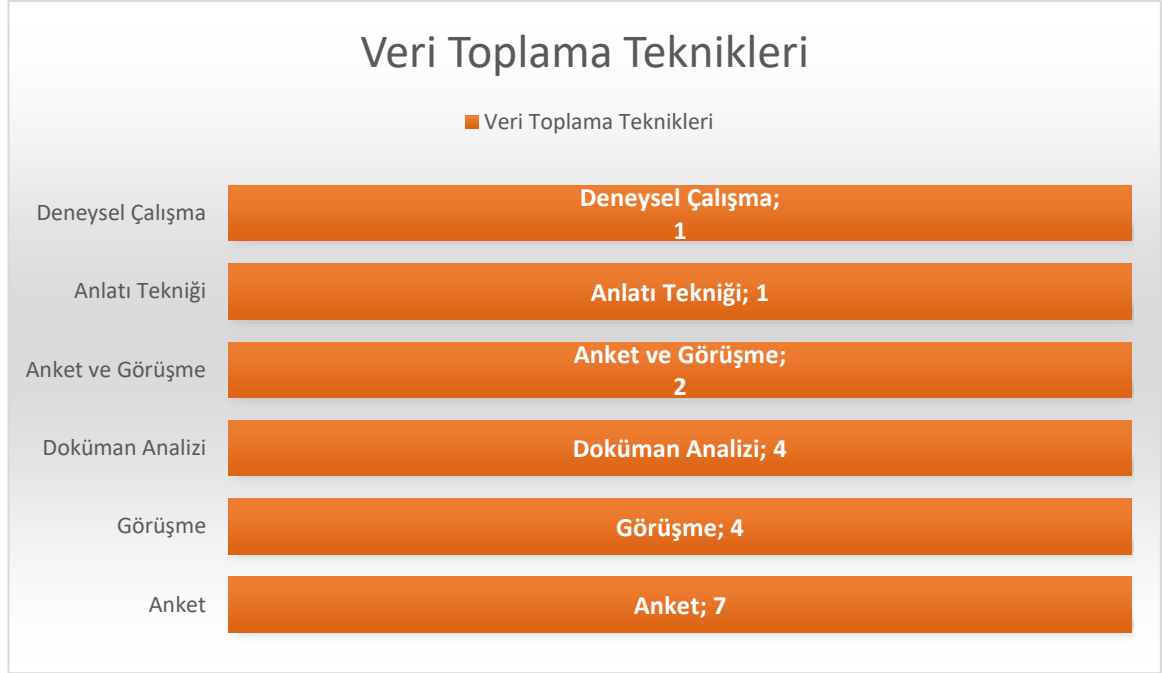 Veri Toplama Teknikleri
Veri Toplama Teknikleri
Deneysel Çalışma
Deneysel Çalışma;
1
Anlatı Tekniği
Anlatı Tekniği; 1
Anket ve Görüşme
Anket ve Görüşme;
2
Doküman Analizi
Doküman Analizi; 4
Görüşme
Görüşme; 4
Anket
Anket; 7